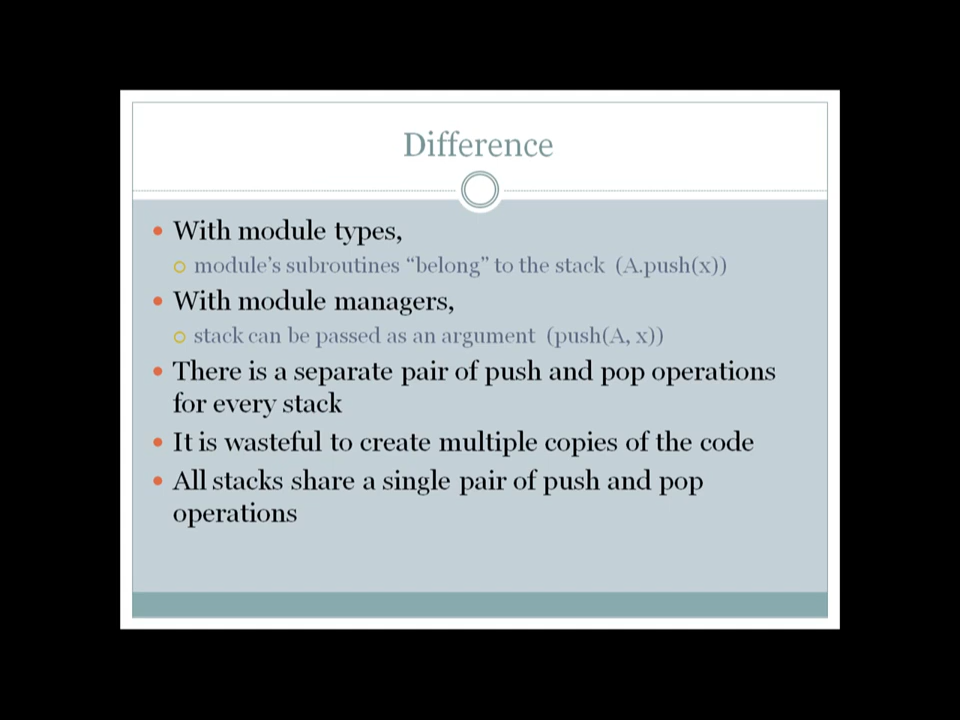 Difference
With module types,
module's subroutines “belong” to the stack (A.push(x))
With module managers,
stack can be passed as an argument (push(A, x))
There is a separate pair of push and pop operations
for every stack
It is wasteful to create multiple copies of the code
All stacks share a single pair of push and pop
operations